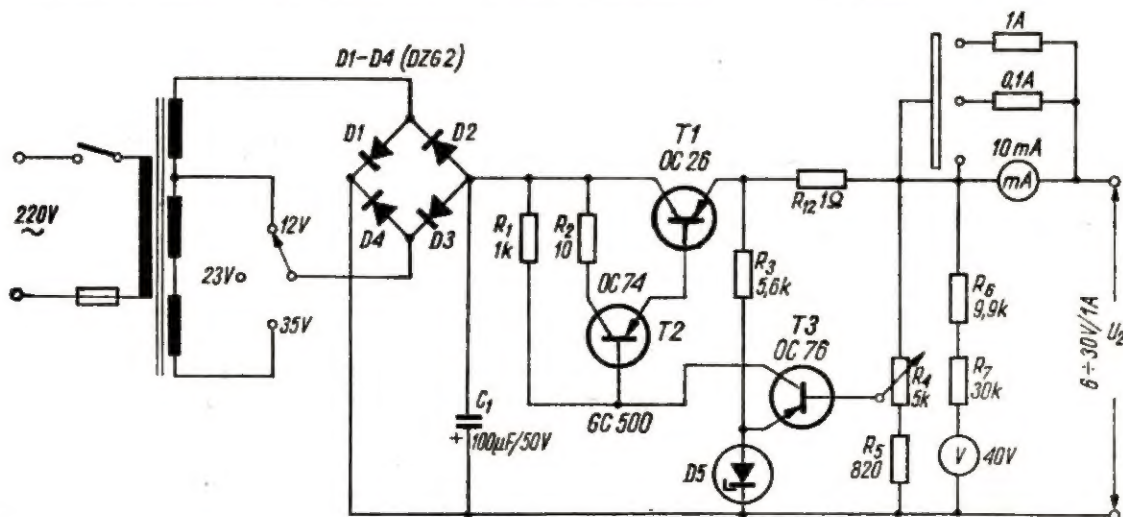 1A
0,1A
10 mA
mA
D1–D4 (DZG2)
D1
D2
D4
D3
220V
~
12V
23V
35V
T1
OC 26
R12 1Ω
R1
1k
R2
10
OC 74
T2
R3
5,6k
T3
OC 76
R4
5k
R5
820
R6
9,9k
R7
30k
V
40V
U2
6÷30V/1A
GC 500
C1
+ 100µF/50V
D5